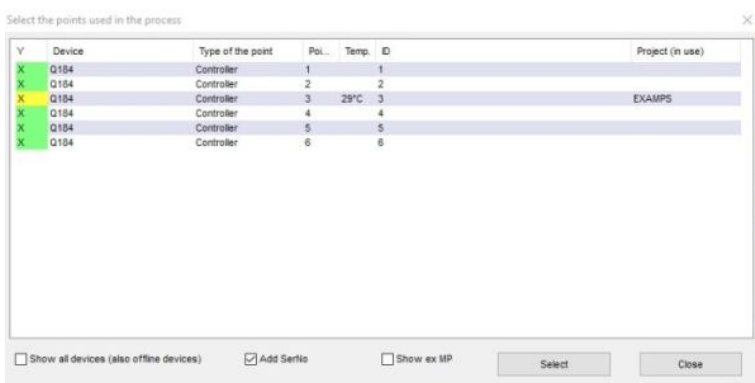 Select the points used in the process
Y Device Type of the point Poi... Temp. ID Project (in use)
X Q184 Controller 1 1
X Q184 Controller 2 2
X Q184 Controller 3 29°C 3 EXAMPS
X Q184 Controller 4 4
X Q184 Controller 5 5
X Q184 Controller 6 6
Show all devices (also offline devices) Add SerNo Show ex MP Select Close